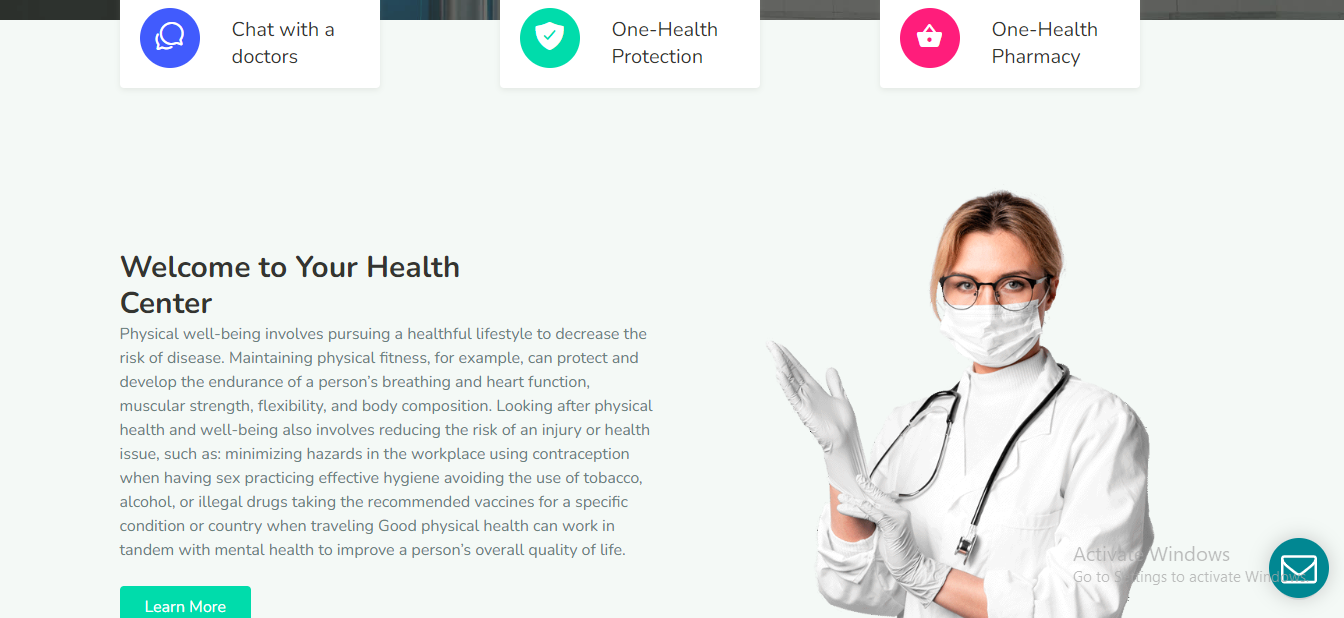 Chat with a
doctors
One-Health
Protection
One-Health
Pharmacy
Welcome to Your Health
Center
Physical well-being involves pursuing a healthful lifestyle to decrease the
risk of disease. Maintaining physical fitness, for example, can protect and
develop the endurance of a person’s breathing and heart function,
muscular strength, flexibility, and body composition. Looking after physical
health and well-being also involves reducing the risk of an injury or health
issue, such as: minimizing hazards in the workplace using contraception
when having sex practicing effective hygiene avoiding the use of tobacco,
alcohol, or illegal drugs taking the recommended vaccines for a specific
condition or country when traveling Good physical health can work in
tandem with mental health to improve a person’s overall quality of life.
Learn More
Activate Windows
Go to Settings to activate Windows.